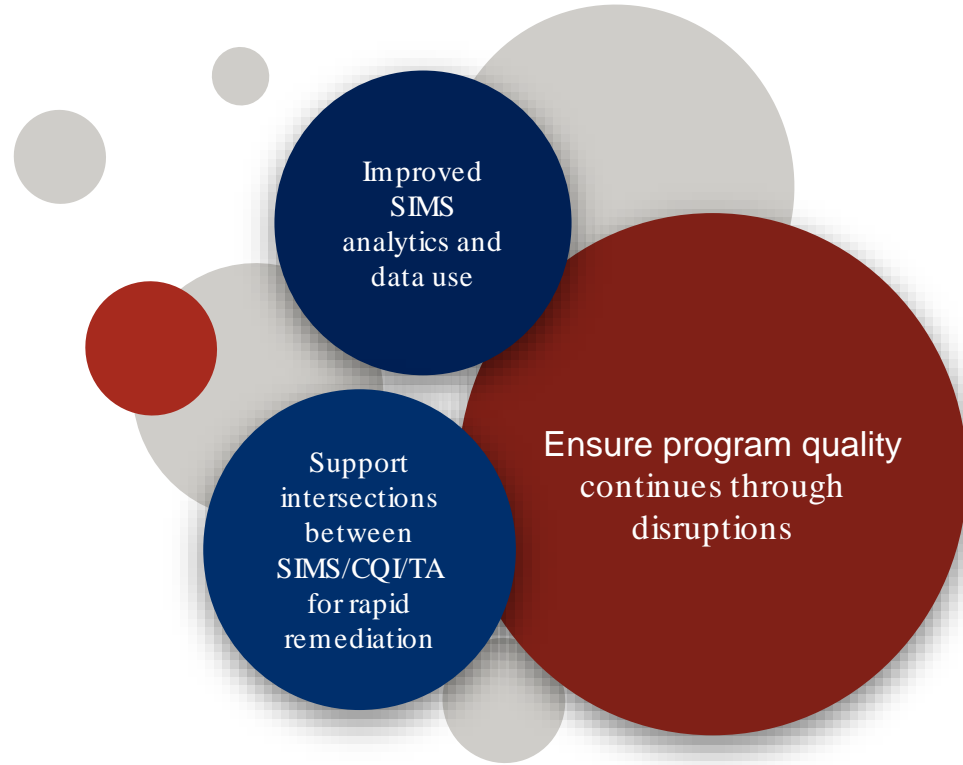 Improved
SIMS
analytics and
data use
Support
intersections
between
SIMS/CQI/TA
for rapid
remediation
Ensure program quality
continues through
disruptions